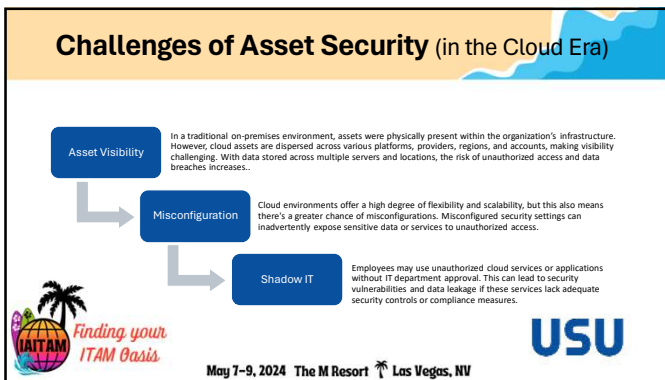 Challenges of Asset Security (in the Cloud Era)
Asset Visibility
In a traditional on-premises environment, assets were physically present within the organization's infrastructure.
However, cloud assets are dispersed across various platforms, providers, regions, and accounts, making visibility
challenging. With data stored across multiple servers and locations, the risk of unauthorized access and data
breaches increases..
Misconfiguration
Cloud environments offer a high degree of flexibility and scalability, but this also means
there's a greater chance of misconfigurations. Misconfigured security settings can
inadvertently expose sensitive data or services to unauthorized access.
Shadow IT
Employees may use unauthorized cloud services or applications
without IT department approval. This can lead to security
vulnerabilities and data leakage if these services lack adequate
security controls or compliance measures.
IAITAM
Finding your
ITAM Oasis
USU
May 7-9, 2024 The M Resort Las Vegas, NV